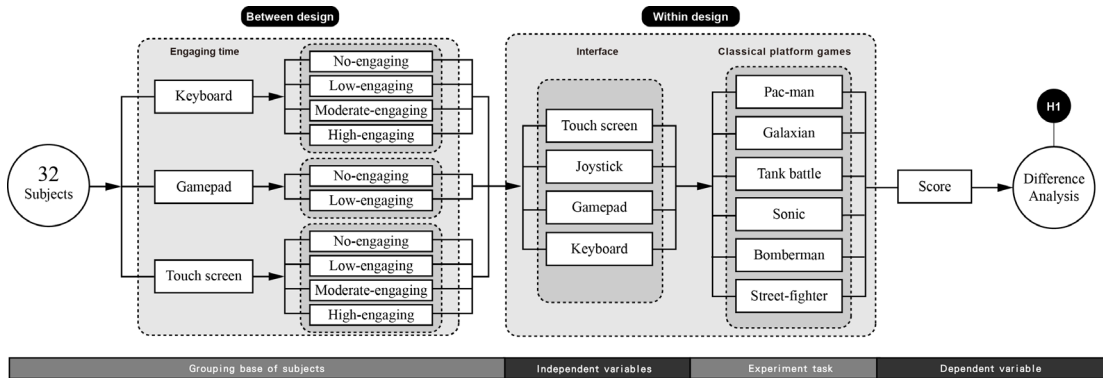 Between design
Within design
Engaging time
Interface
Classical platform games
32
Subjects
Keyboard
No-engaging
Low-engaging
Moderate-engaging
High-engaging
Gamepad
No-engaging
Low-engaging
Touch screen
No-engaging
Low-engaging
Moderate-engaging
High-engaging
Touch screen
Joystick
Gamepad
Keyboard
Pac-man
Galaxian
Tank battle
Sonic
Bomberman
Street-fighter
Score
H1
Difference
Analysis
Grouping base of subjects
Independent variables
Experiment task
Dependent variable